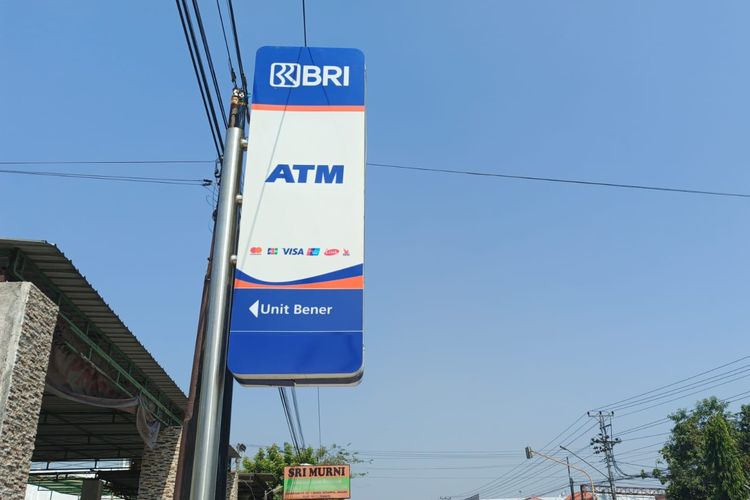 BRI
ATM
VISA
Unit Bener
SRI MURNI